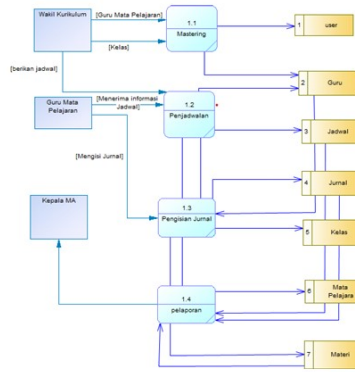 Wakil Kurikulum
[Guru Mata Pelajaran]
[Kelas]
1.1
Mastering
1
user
[berikan jadwal]
2
Guru
Guru Mata
Pelajaran
[Menerima informasi
Jadwal]
1.2
Penjadwalan
3
Jadwal
[Mengisi Jurnal]
4
Jurnal
Kepala MA
1.3
Pengisian Jurnal
5
Kelas
6
Mata
Pelajara
1.4
pelaporan
7
Materi